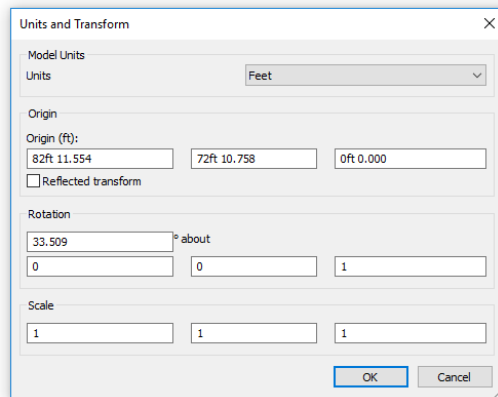 Units and Transform
Model Units
Units Feet
Origin
Origin (ft):
82ft 11.554 72ft 10.758 0ft 0.000
Reflected transform
Rotation
33.509 ° about
0 0 1
Scale
1 1 1
OK Cancel